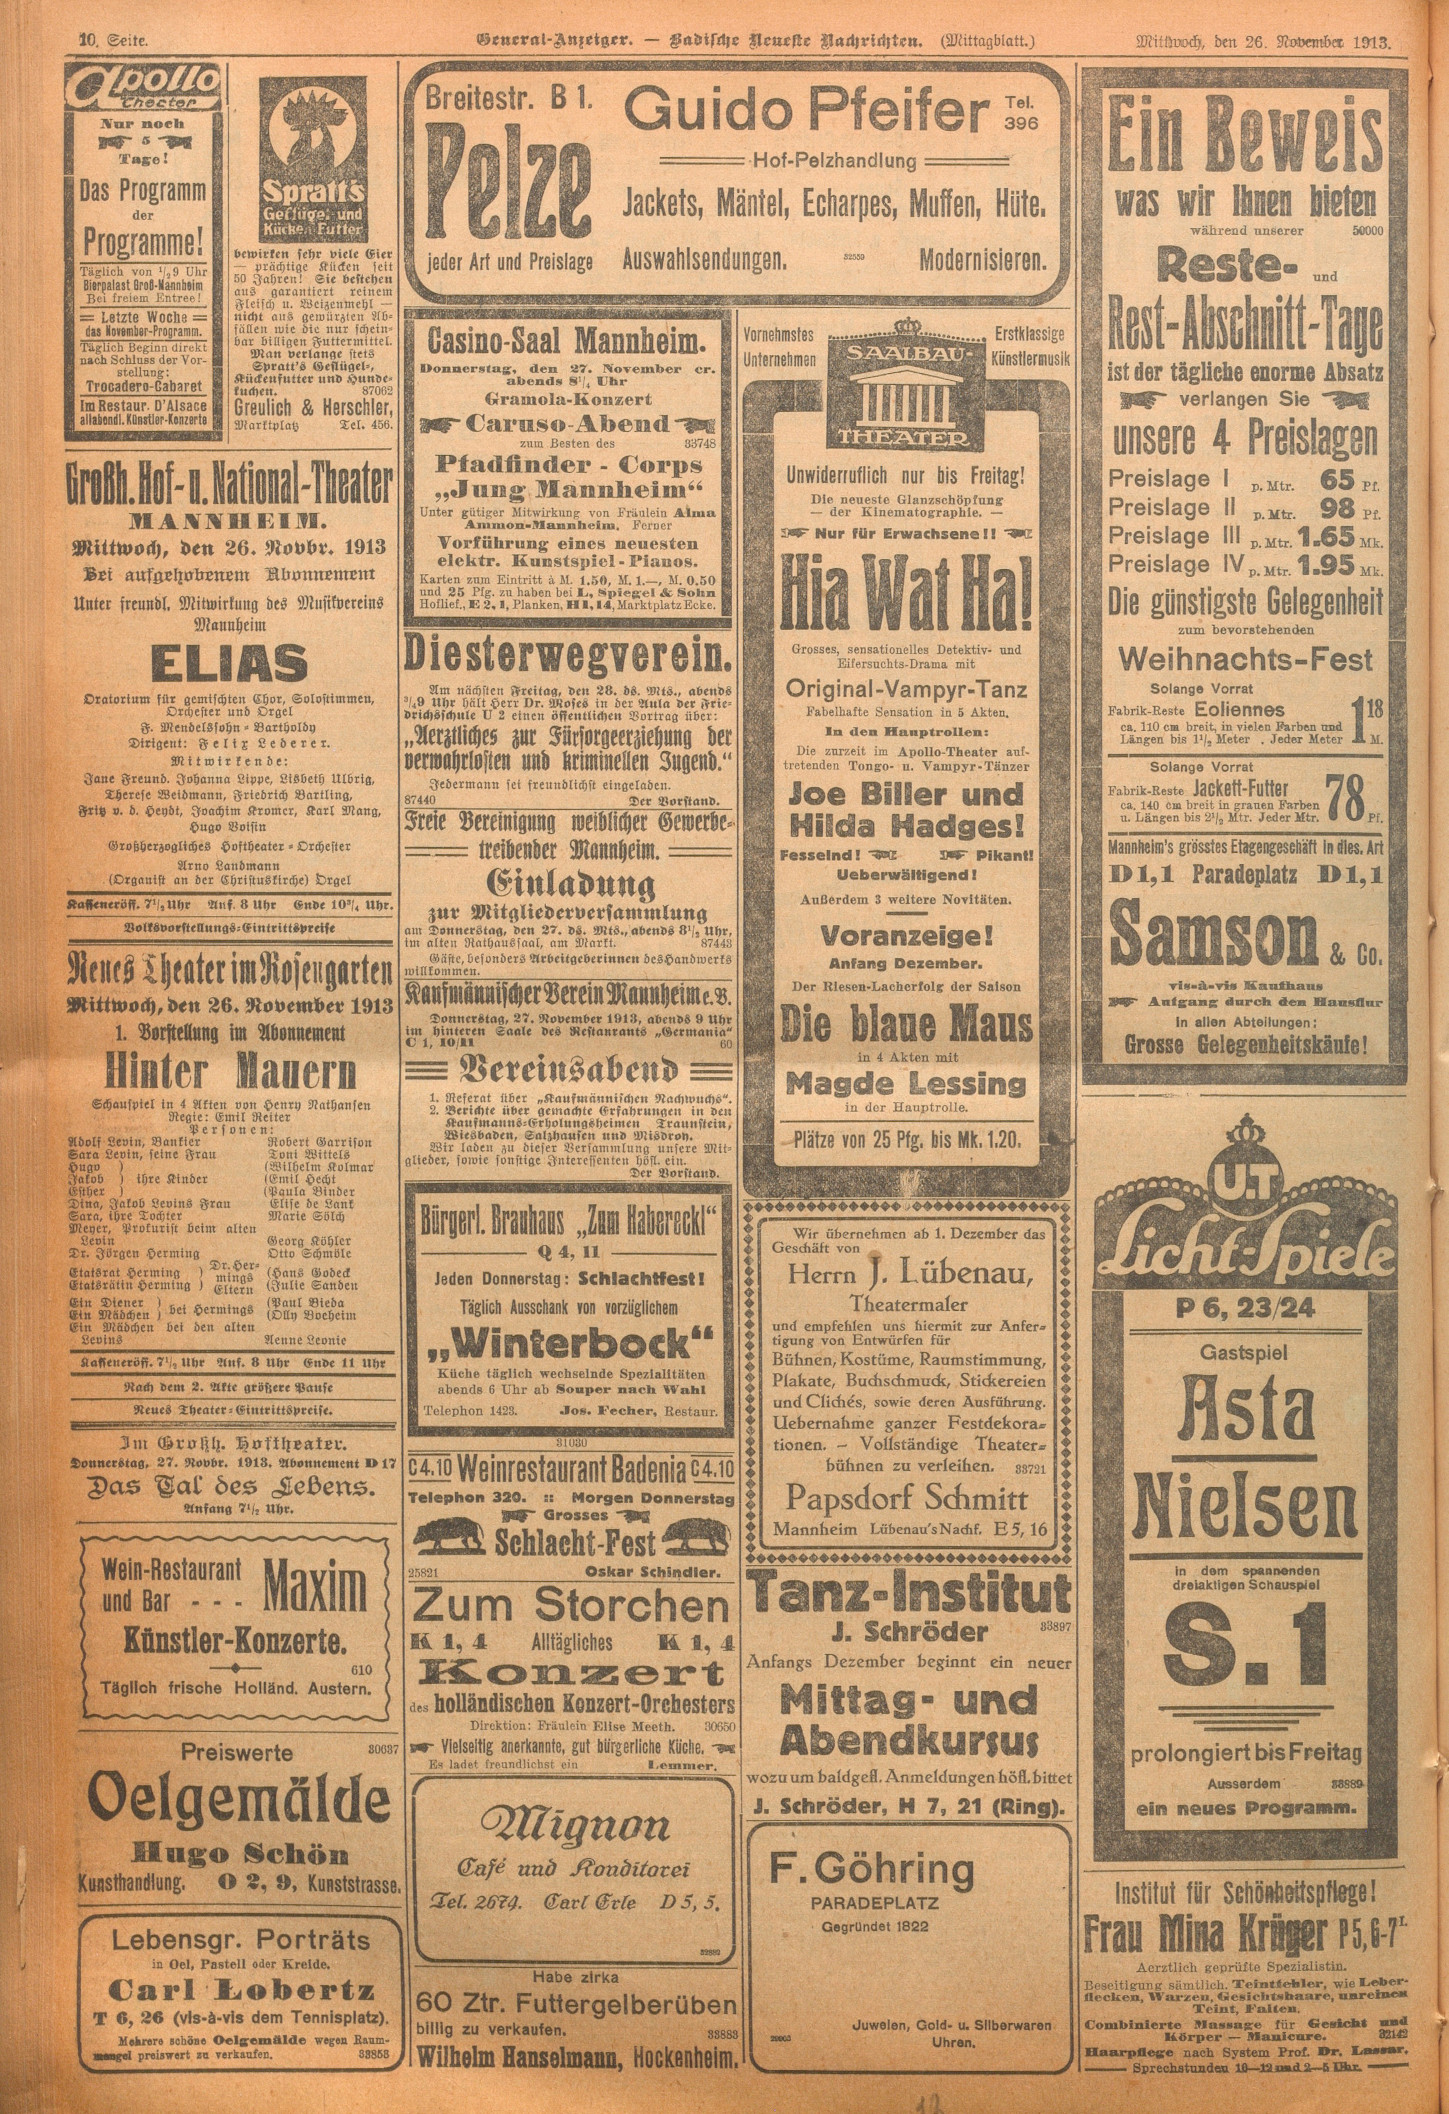 10. Seite.
General-Anzeiger. — Badische Neueste Nachrichten. (Mittagblatt.)
Mittwoch, den 26. November 1913.
Apollo
theater
Nur noch
5
Tage!
Das Programm
der
Programme!
Täglich von 1/2 9 Uhr
Bierpalast Groß-Mannheim
Bei freiem Entree!
= Letzte Woche =
das November-Programm.
Täglich Beginn direkt
nach Schluss der Vor-
stellung:
Trocadero-Cabaret
Im Restaur. D'Alsace
allabendl. Künstler-Konzerte
Spratt's
Geflügel- und
Kücken-Futter
bewirken sehr viele Eier
— prächtige Kücken seit
50 Jahren! Sie bestehen
aus garantiert reinem
Fleisch u. Weizenmehl —
nicht aus gewürzten Ab-
fällen wie die nur schein-
bar billigen Futtermittel.
Man verlange stets
Spratt's Geflügel-,
Kückenfutter und Hunde-
kuchen. 87062
Greulich & Herschler,
Marktplatz Tel. 456.
Großh. Hof- u. National-Theater
MANNHEIM.
Mittwoch, den 26. Novbr. 1913
Bei aufgehobenem Abonnement
Unter freundl. Mitwirkung des Musikvereins
Mannheim
ELIAS
Oratorium für gemischten Chor, Solostimmen,
Orchester und Orgel
F. Mendelssohn-Bartholdy
Dirigent: Felix Lederer.
Mitwirkende:
Jane Freund, Johanna Lippe, Lisbeth Ulbrig,
Therese Weidmann, Friedrich Bartling,
Fritz v. d. Heydt, Joachim Kromer, Karl Mang,
Hugo Voisin
Großherzogliches Hoftheater-Orchester
Arno Landmann
(Organist an der Christuskirche) Orgel
Kasseneröff. 7 1/2 Uhr Anf. 8 Uhr Ende 10 3/4 Uhr.
Volksvorstellungs-Eintrittspreise
Neues Theater im Rosengarten
Mittwoch, den 26. November 1913
1. Vorstellung im Abonnement
Hinter Mauern
Schauspiel in 4 Akten von Henry Nathansen
Regie: Emil Reiter
Personen:
Adolf Levin, Bankier Robert Garrison
Sara Levin, seine Frau Toni Wittels
Hugo ) (Wilhelm Kolmar
Jakob ) ihre Kinder (Emil Hecht
Esther ) (Paula Binder
Dina, Jakob Levins Frau Elise de Lank
Sara, ihre Tochter Marie Sölch
Meyer, Prokurist beim alten
Levin Georg Köhler
Dr. Jörgen Herming Otto Schmöle
Etatsrat Herming ) Dr. Her- (Hans Godeck
Etatsrätin Herming ) mings Eltern (Julie Sanden
Ein Diener ) bei Hermings (Paul Bieda
Ein Mädchen ) (Olly Boeheim
Ein Mädchen bei den alten
Levins Aenne Leonie
Kasseneröff. 7 1/2 Uhr Anf. 8 Uhr Ende 11 Uhr
Nach dem 2. Akte größere Pause
Neues Theater-Eintrittspreise.
Im Großh. Hoftheater.
Donnerstag, 27. Novbr. 1913. Abonnement D 17
Das Tal des Lebens.
Anfang 7 1/2 Uhr.
Wein-Restaurant
und Bar - - - Maxim
Künstler-Konzerte.
610
Täglich frische Holländ. Austern.
Preiswerte 30637
Oelgemälde
Hugo Schön
Kunsthandlung. O 2, 9, Kunststrasse.
Lebensgr. Porträts
in Oel, Pastell oder Kreide.
Carl Lobertz
T 6, 26 (vis-à-vis dem Tennisplatz).
Mehrere schöne Oelgemälde wegen Raum-
mangel preiswert zu verkaufen. 33853
Breitestr. B 1.
Pelze
jeder Art und Preislage
Guido Pfeifer Tel. 396
Hof-Pelzhandlung
Jackets, Mäntel, Echarpes, Muffen, Hüte.
Auswahlsendungen. 32559 Modernisieren.
Casino-Saal Mannheim.
Donnerstag, den 27. November cr.
abends 8 1/4 Uhr
Gramola-Konzert
Caruso-Abend
zum Besten des 33748
Pfadfinder - Corps
„Jung Mannheim“
Unter gütiger Mitwirkung von Fräulein Alma
Ammon-Mannheim. Ferner
Vorführung eines neuesten
elektr. Kunstspiel-Pianos.
Karten zum Eintritt à M. 1.50, M. 1.—, M. 0.50
und 25 Pfg. zu haben bei L. Spiegel & Sohn
Hoflief., E 2, 1, Planken, H 1, 14, Marktplatz Ecke.
Diesterwegverein.
Am nächsten Freitag, den 28. ds. Mts., abends
3/4 9 Uhr hält Herr Dr. Moses in der Aula der Frie-
drichsschule U 2 einen öffentlichen Vortrag über:
„Aerztliches zur Fürsorgeerziehung der
verwahrlosten und kriminellen Jugend.“
Jedermann sei freundlichst eingeladen.
87440 Der Vorstand.
Freie Vereinigung weiblicher Gewerbe-
treibender Mannheim.
Einladung
zur Mitgliederversammlung
am Donnerstag, den 27. ds. Mts., abends 8 1/2 Uhr,
im alten Rathaussaal, am Markt. 87443
Gäste, besonders Arbeitgeberinnen des Handwerks
willkommen.
Kaufmännischer Verein Mannheim e. V.
Donnerstag, 27. November 1913, abends 9 Uhr
im hinteren Saale des Restaurants „Germania“
C 1, 10/11 60
Vereinsabend
1. Referat über „Kaufmännischen Nachwuchs“.
2. Berichte über gemachte Erfahrungen in den
Kaufmanns-Erholungsheimen Traunstein,
Wiesbaden, Salzhausen und Misdroy.
Wir laden zu dieser Versammlung unsere Mit-
glieder, sowie sonstige Interessenten höfl. ein.
Der Vorstand.
Bürgerl. Brauhaus „Zum Habereckl“
Q 4, 11
Jeden Donnerstag: Schlachtfest!
Täglich Ausschank von vorzüglichem
„Winterbock“
Küche täglich wechselnde Spezialitäten
abends 6 Uhr ab Souper nach Wahl
Telephon 1423. Jos. Fecher, Restaur.
31030
C 4.10 Weinrestaurant Badenia C 4.10
Telephon 320. :: Morgen Donnerstag
Grosses
Schlacht-Fest
25821 Oskar Schindler.
Zum Storchen
K 1, 4 Alltägliches K 1, 4
Konzert
des holländischen Konzert-Orchesters
Direktion: Fräulein Elise Meeth. 30650
Vielseitig anerkannte, gut bürgerliche Küche.
Es ladet freundlichst ein Lemmer.
Mignon
Café und Konditorei
Tel. 2674. Carl Erle D 5, 5.
Habe zirka
60 Ztr. Futtergelberüben
billig zu verkaufen. 33883
Wilhelm Hanselmann, Hockenheim.
Vornehmstes
Unternehmen
Erstklassige
Künstlermusik
SAALBAU-
THEATER
Unwiderruflich nur bis Freitag!
Die neueste Glanzschöpfung
— der Kinematographie. —
Nur für Erwachsene!!
Hia Wat Ha!
Grosses, sensationelles Detektiv- und
Eifersuchts-Drama mit
Original-Vampyr-Tanz
Fabelhafte Sensation in 5 Akten.
In den Hauptrollen:
Die zurzeit im Apollo-Theater auf-
tretenden Tongo- u. Vampyr-Tänzer
Joe Biller und
Hilda Hadges!
Fesselnd! Pikant!
Ueberwältigend!
Außerdem 3 weitere Novitäten.
Voranzeige!
Anfang Dezember.
Der Riesen-Lacherfolg der Saison
Die blaue Maus
in 4 Akten mit
Magde Lessing
in der Hauptrolle.
Plätze von 25 Pfg. bis Mk. 1.20.
Wir übernehmen ab 1. Dezember das
Geschäft von
Herrn J. Lübenau,
Theatermaler
und empfehlen uns hiermit zur Anfer-
tigung von Entwürfen für
Bühnen, Kostüme, Raumstimmung,
Plakate, Buchschmuck, Stickereien
und Clichés, sowie deren Ausführung.
Uebernahme ganzer Festdekora-
tionen. – Vollständige Theater-
bühnen zu verleihen. 33721
Papsdorf Schmitt
Mannheim Lübenau's Nachf. E 5, 16
Tanz-Institut
J. Schröder 33897
Anfangs Dezember beginnt ein neuer
Mittag- und
Abendkursus
wozu um baldgefl. Anmeldungen höfl. bittet
J. Schröder, H 7, 21 (Ring).
F. Göhring
PARADEPLATZ
Gegründet 1822
Juwelen, Gold- u. Silberwaren
Uhren.
Ein Beweis
was wir Ihnen bieten
während unserer 50000
Reste- und
Rest-Abschnitt-Tage
ist der tägliche enorme Absatz
verlangen Sie
unsere 4 Preislagen
Preislage I p. Mtr. 65 Pf.
Preislage II p. Mtr. 98 Pf.
Preislage III p. Mtr. 1.65 Mk.
Preislage IV p. Mtr. 1.95 Mk.
Die günstigste Gelegenheit
zum bevorstehenden
Weihnachts-Fest
Solange Vorrat
Fabrik-Reste Eoliennes
ca. 110 cm breit, in vielen Farben und
Längen bis 1 1/2 Meter . Jeder Meter 1 18 M.
Solange Vorrat
Fabrik-Reste Jackett-Futter
ca. 140 cm breit in grauen Farben
u. Längen bis 2 1/2 Mtr. Jeder Mtr. 78 Pf.
Mannheim's grösstes Etagengeschäft in dies. Art
D 1, 1 Paradeplatz D 1, 1
Samson & Co.
vis-à-vis Kaufhaus
Aufgang durch den Hausflur
In allen Abteilungen:
Grosse Gelegenheitskäufe!
U.T
Licht-Spiele
P 6, 23/24
Gastspiel
Asta
Nielsen
in dem spannenden
dreiaktigen Schauspiel
S. 1
prolongiert bis Freitag
Ausserdem 33889
ein neues Programm.
Institut für Schönheitspflege!
Frau Mina Krüger P 5, 6-7 I.
Aerztlich geprüfte Spezialistin.
Beseitigung sämtlich. Teintfehler, wie Leber-
flecken, Warzen, Gesichtshaare, unreinen
Teint, Falten.
Combinierte Massage für Gesicht und
Körper — Manicure. 32142
Haarpflege nach System Prof. Dr. Lassar.
Sprechstunden 10—12 und 2—5 Uhr.